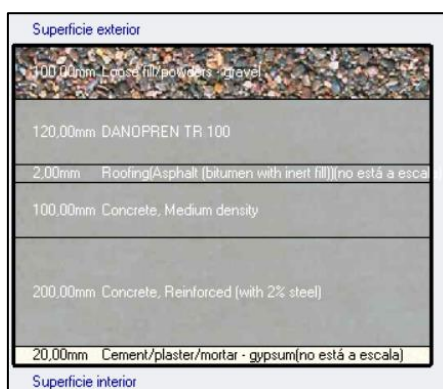 Superficie exterior
100,00mm Loose fill/powders - gravel
120,00mm DANOPREN TR 100
2,00mm Roofing(Asphalt (bitumen with inert fill))(no está a escala)
100,00mm Concrete, Medium density
200,00mm Concrete, Reinforced (with 2% steel)
20,00mm Cement/plaster/mortar - gypsum(no está a escala)
Superficie interior